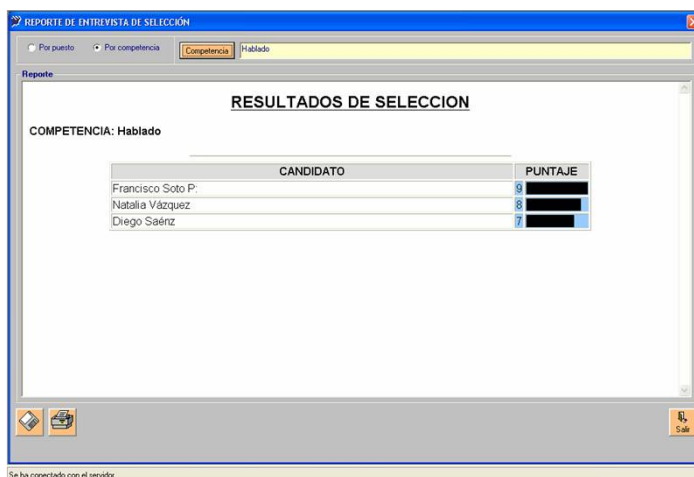 REPORTE DE ENTREVISTA DE SELECCIÓN
Por puesto Por competencia Competencia Hablado
Reporte
RESULTADOS DE SELECCION
COMPETENCIA: Hablado
CANDIDATO PUNTAJE
Francisco Soto P: 9
Natalia Vázquez 8
Diego Saénz 7
Salir
Se ha conectado con el servidor